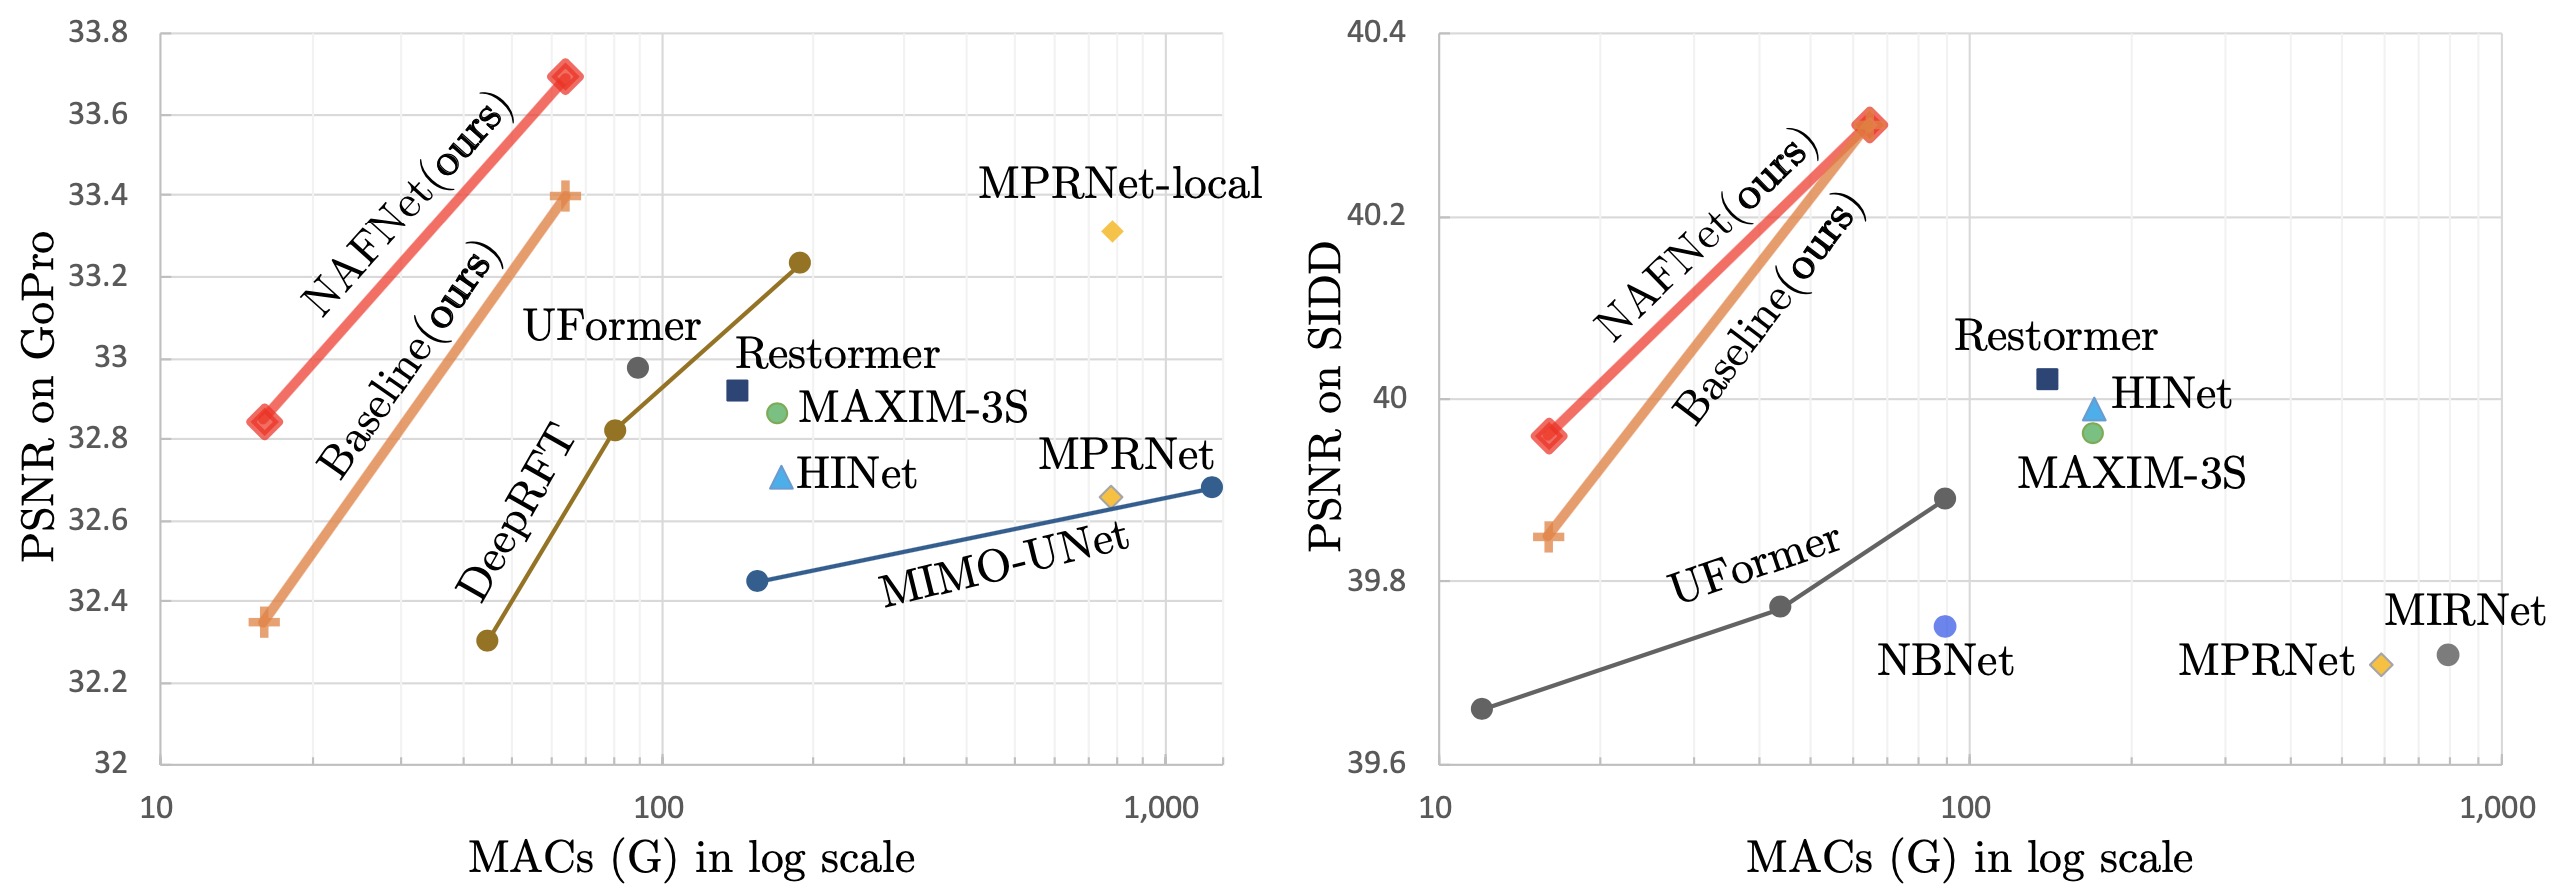 33.8
33.6
33.4
33.2
33
32.8
32.6
32.4
32.2
32
PSNR on GoPro
NAFNet(ours)
Baseline(ours)
MPRNet-local
UFormer
Restormer
MAXIM-3S
DeepRFT
MPRNet
HINet
MIMO-UNet
10
100
1,000
MACs (G) in log scale
40.4
40.2
40
39.8
39.6
PSNR on SIDD
NAFNet(ours)
Baseline(ours)
Restormer
HINet
MAXIM-3S
UFormer
NBNet
MIRNet
MPRNet
10
100
1,000
MACs (G) in log scale